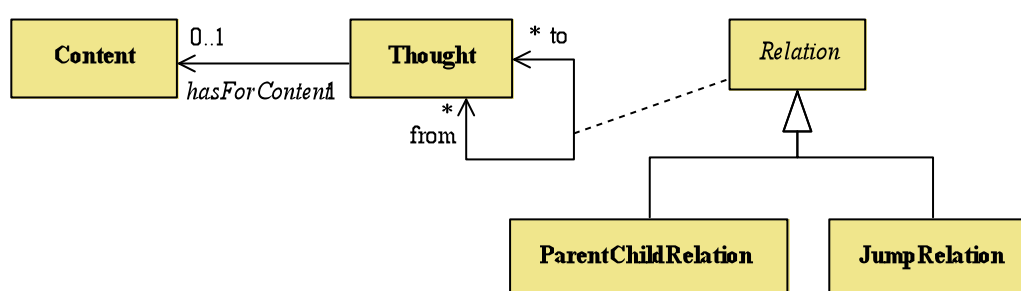 Content
0..1
hasForContent
1
Thought
* to
*
from
Relation
ParentChildRelation
JumpRelation